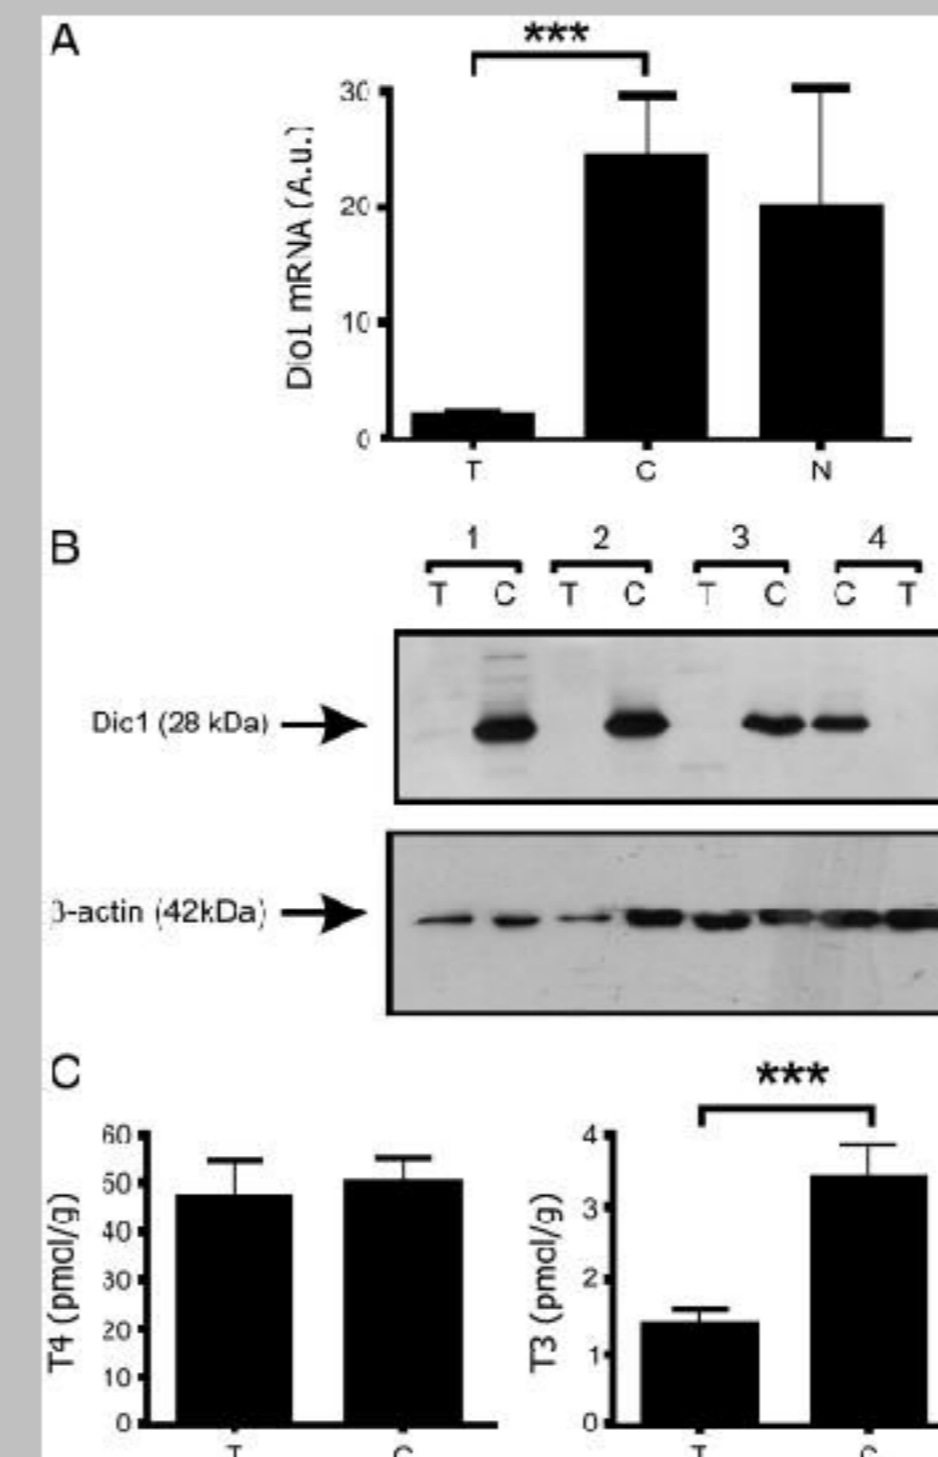 A
***
30
20
10
0
Dio1 mRNA (A.u.)
T C N
B
1 2 3 4
T C T C T C C T
Dic1 (28 kDa)
β-actin (42kDa)
C
60
50
40
30
20
10
0
T4 (pmol/g)
T C
***
4
3
2
1
0
T3 (pmol/g)
T C